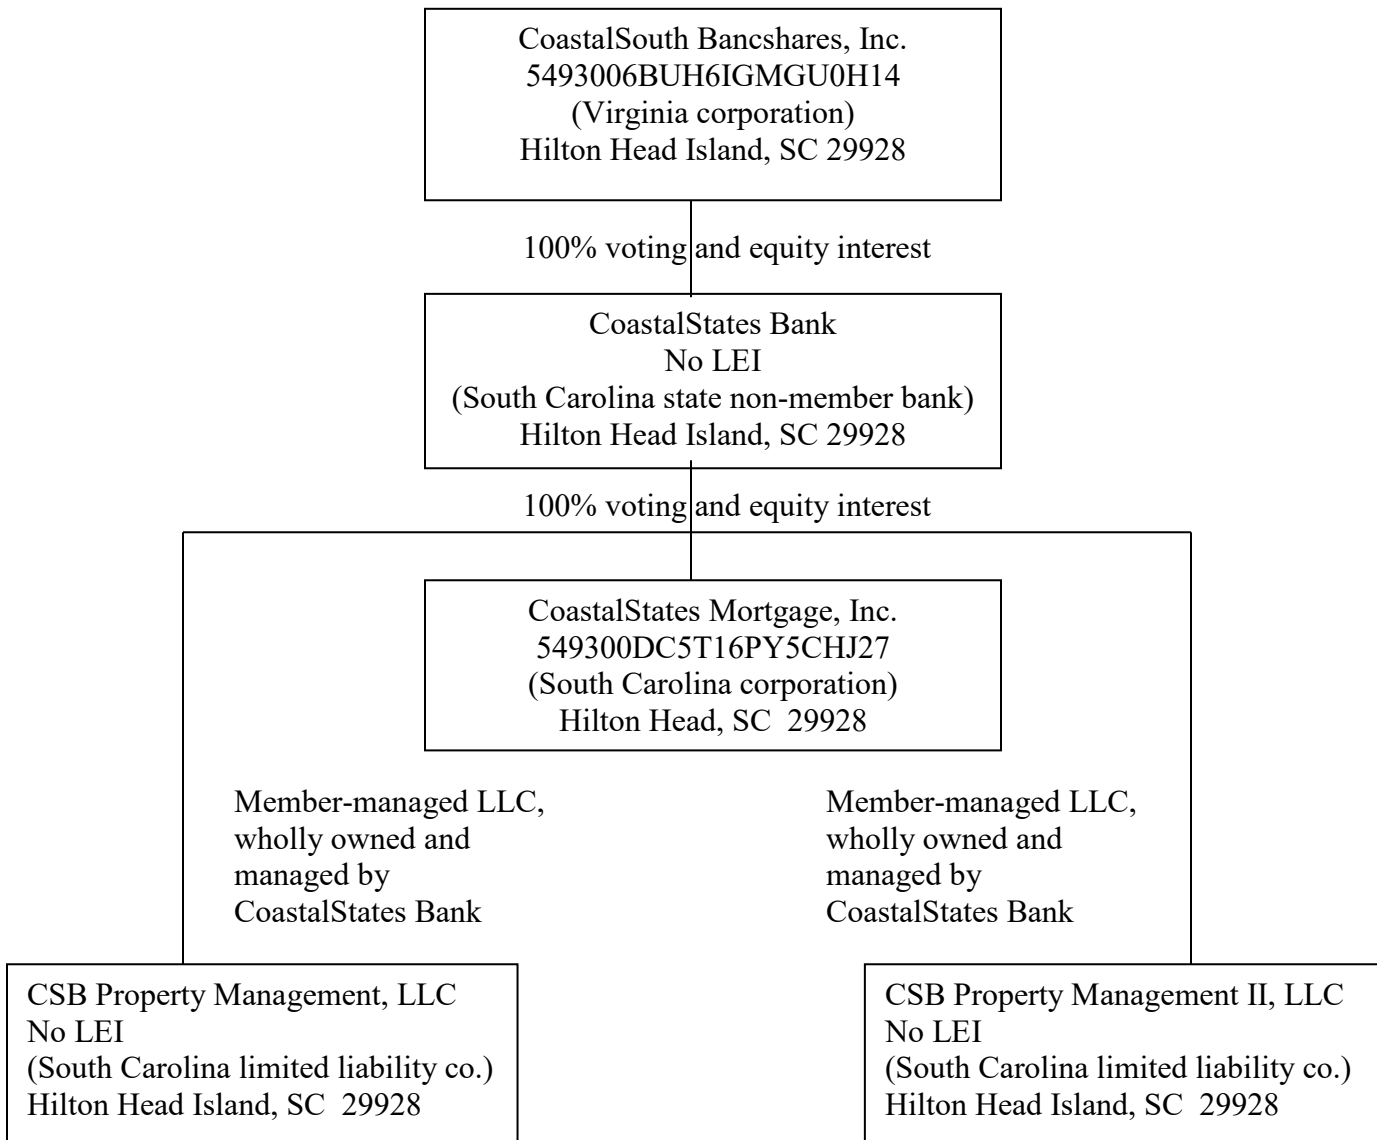 CoastalSouth Bancshares, Inc.
5493006BUH6IGMGU0H14
(Virginia corporation)
Hilton Head Island, SC 29928
100% voting and equity interest
CoastalStates Bank
No LEI
(South Carolina state non-member bank)
Hilton Head Island, SC 29928
100% voting and equity interest
CoastalStates Mortgage, Inc.
549300DC5T16PY5CHJ27
(South Carolina corporation)
Hilton Head, SC  29928
Member-managed LLC,
wholly owned and
managed by
CoastalStates Bank
Member-managed LLC,
wholly owned and
managed by
CoastalStates Bank
CSB Property Management, LLC
No LEI
(South Carolina limited liability co.)
Hilton Head Island, SC  29928
CSB Property Management II, LLC
No LEI
(South Carolina limited liability co.)
Hilton Head Island, SC  29928